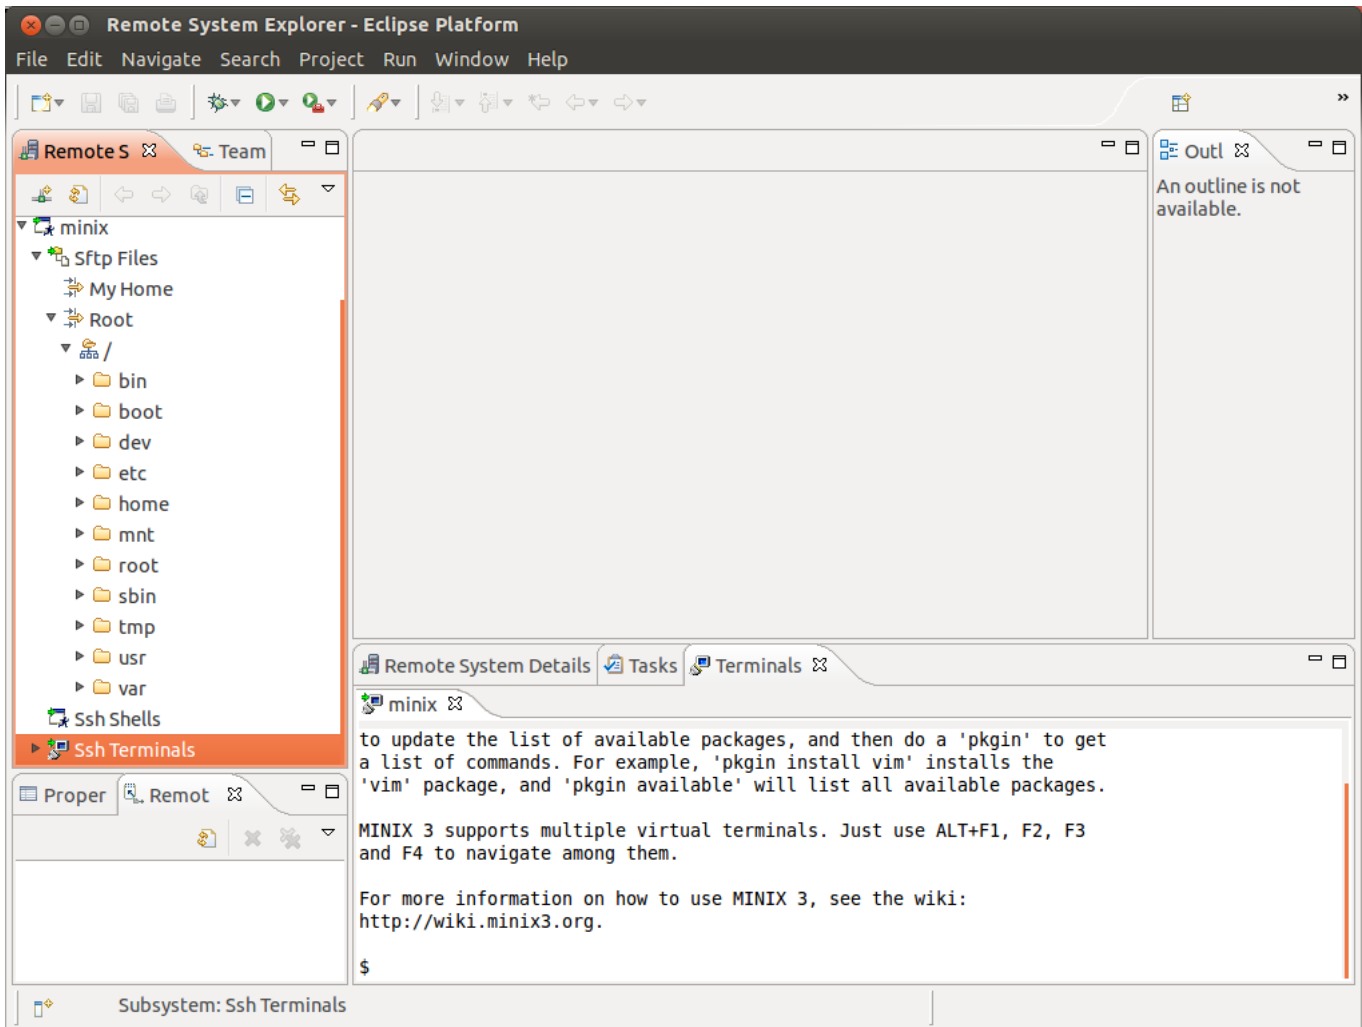 Remote System Explorer - Eclipse Platform
File Edit Navigate Search Project Run Window Help
Remote S
Team
Outl
An outline is not
available.
minix
Sftp Files
My Home
Root
/
bin
boot
dev
etc
home
mnt
root
sbin
tmp
usr
var
Ssh Shells
Ssh Terminals
Proper
Remot
Remote System Details
Tasks
Terminals
minix
to update the list of available packages, and then do a 'pkgin' to get
a list of commands. For example, 'pkgin install vim' installs the
'vim' package, and 'pkgin available' will list all available packages.
MINIX 3 supports multiple virtual terminals. Just use ALT+F1, F2, F3
and F4 to navigate among them.
For more information on how to use MINIX 3, see the wiki:
http://wiki.minix3.org.
$
Subsystem: Ssh Terminals